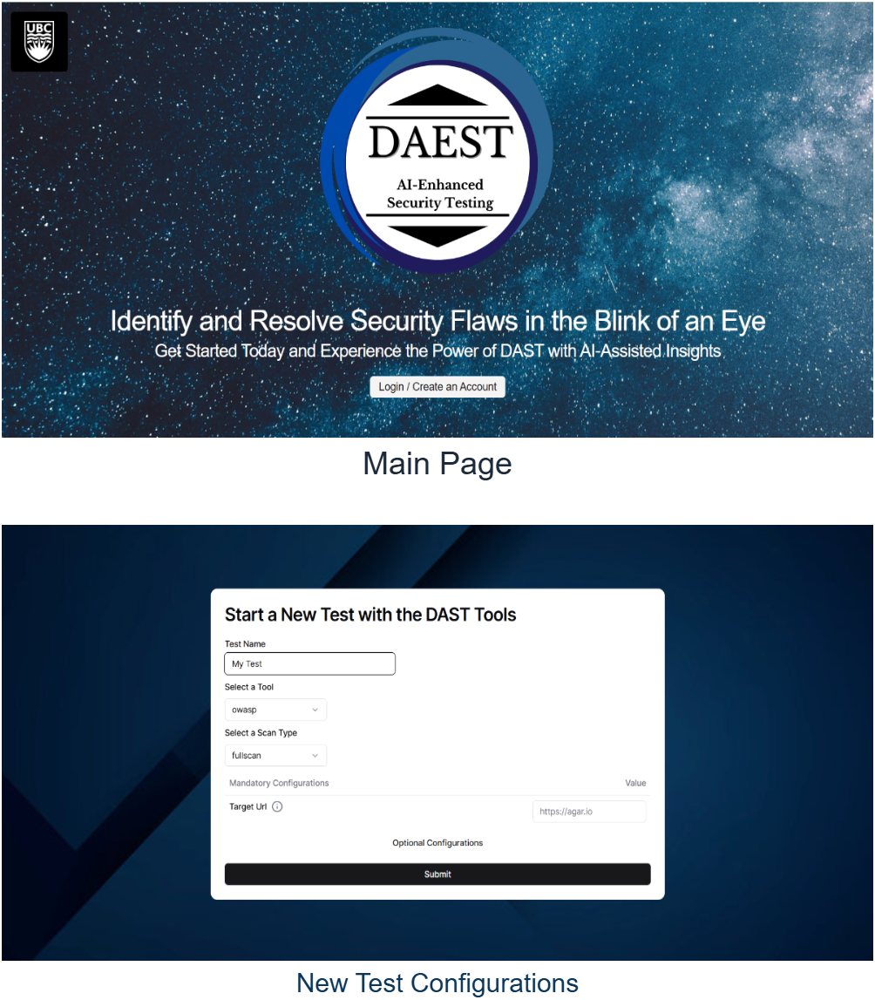 UBC
DAEST
AI-Enhanced
Security Testing
Identify and Resolve Security Flaws in the Blink of an Eye
Get Started Today and Experience the Power of DAST with AI-Assisted Insights
Login / Create an Account
Main Page
Start a New Test with the DAST Tools
Test Name
My Test
Select a Tool
owasp
Select a Scan Type
fullscan
Mandatory Configurations Value
Target Url https://agar.io
Optional Configurations
Submit
New Test Configurations